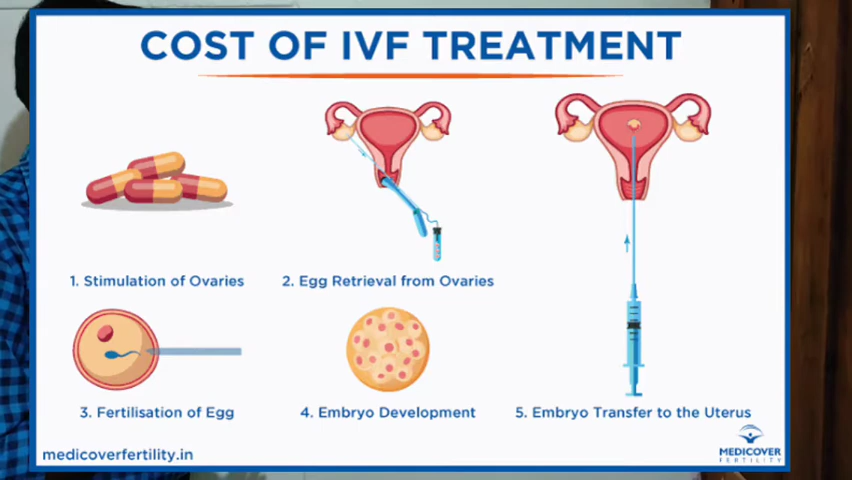 COST OF IVF TREATMENT
1. Stimulation of Ovaries
2. Egg Retrieval from Ovaries
3. Fertilisation of Egg
4. Embryo Development
5. Embryo Transfer to the Uterus
medicoverfertility.in
MEDICOVER
FERTILITY